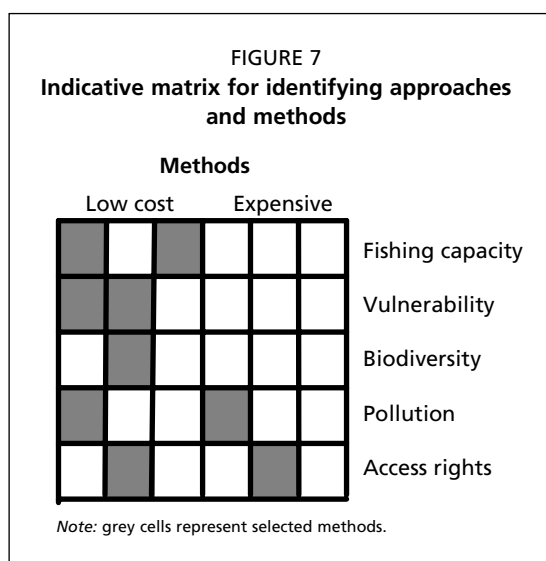 FIGURE 7
Indicative matrix for identifying approaches
and methods
Methods
Low cost Expensive
Fishing capacity
Vulnerability
Biodiversity
Pollution
Access rights
Note: grey cells represent selected methods.